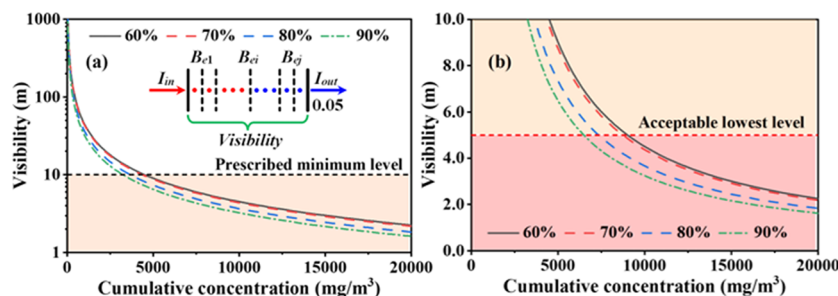 60% 70% 80% 90%
(a)
B_e1 B_ei B_ej
I_in I_out
0.05
Visibility
Prescribed minimum level
1000
100
10
1
Visibility (m)
0 5000 10000 15000 20000
Cumulative concentration (mg/m³)
(b)
Acceptable lowest level
60% 70% 80% 90%
10.0
8.0
6.0
4.0
2.0
0.0
Visibility (m)
0 5000 10000 15000 20000
Cumulative concentration (mg/m³)